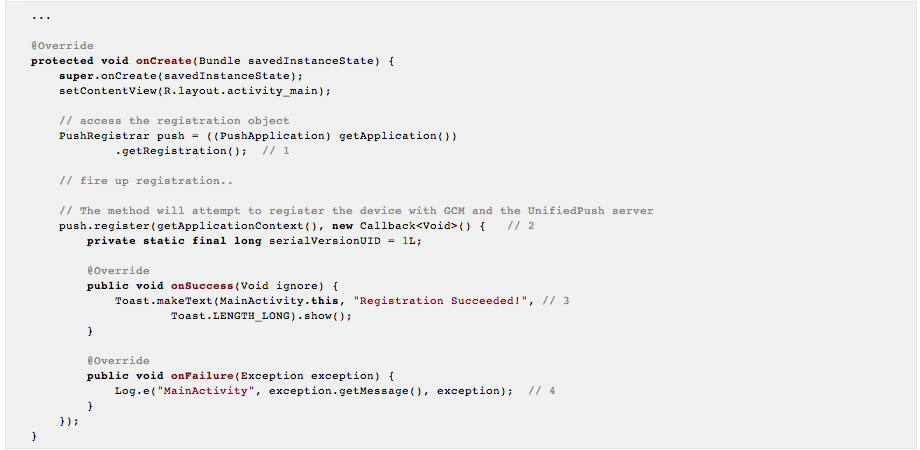 ...
@Override
protected void onCreate(Bundle savedInstanceState) {
    super.onCreate(savedInstanceState);
    setContentView(R.layout.activity_main);
    // access the registration object
    PushRegistrar push = ((PushApplication) getApplication())
            .getRegistration();  // 1
    // fire up registration..
    // The method will attempt to register the device with GCM and the UnifiedPush server
    push.register(getApplicationContext(), new Callback<Void>() {   // 2
        private static final long serialVersionUID = 1L;
        @Override
        public void onSuccess(Void ignore) {
            Toast.makeText(MainActivity.this, "Registration Succeeded!", // 3
                    Toast.LENGTH_LONG).show();
        }
        @Override
        public void onFailure(Exception exception) {
            Log.e("MainActivity", exception.getMessage(), exception);  // 4
        }
    });
}